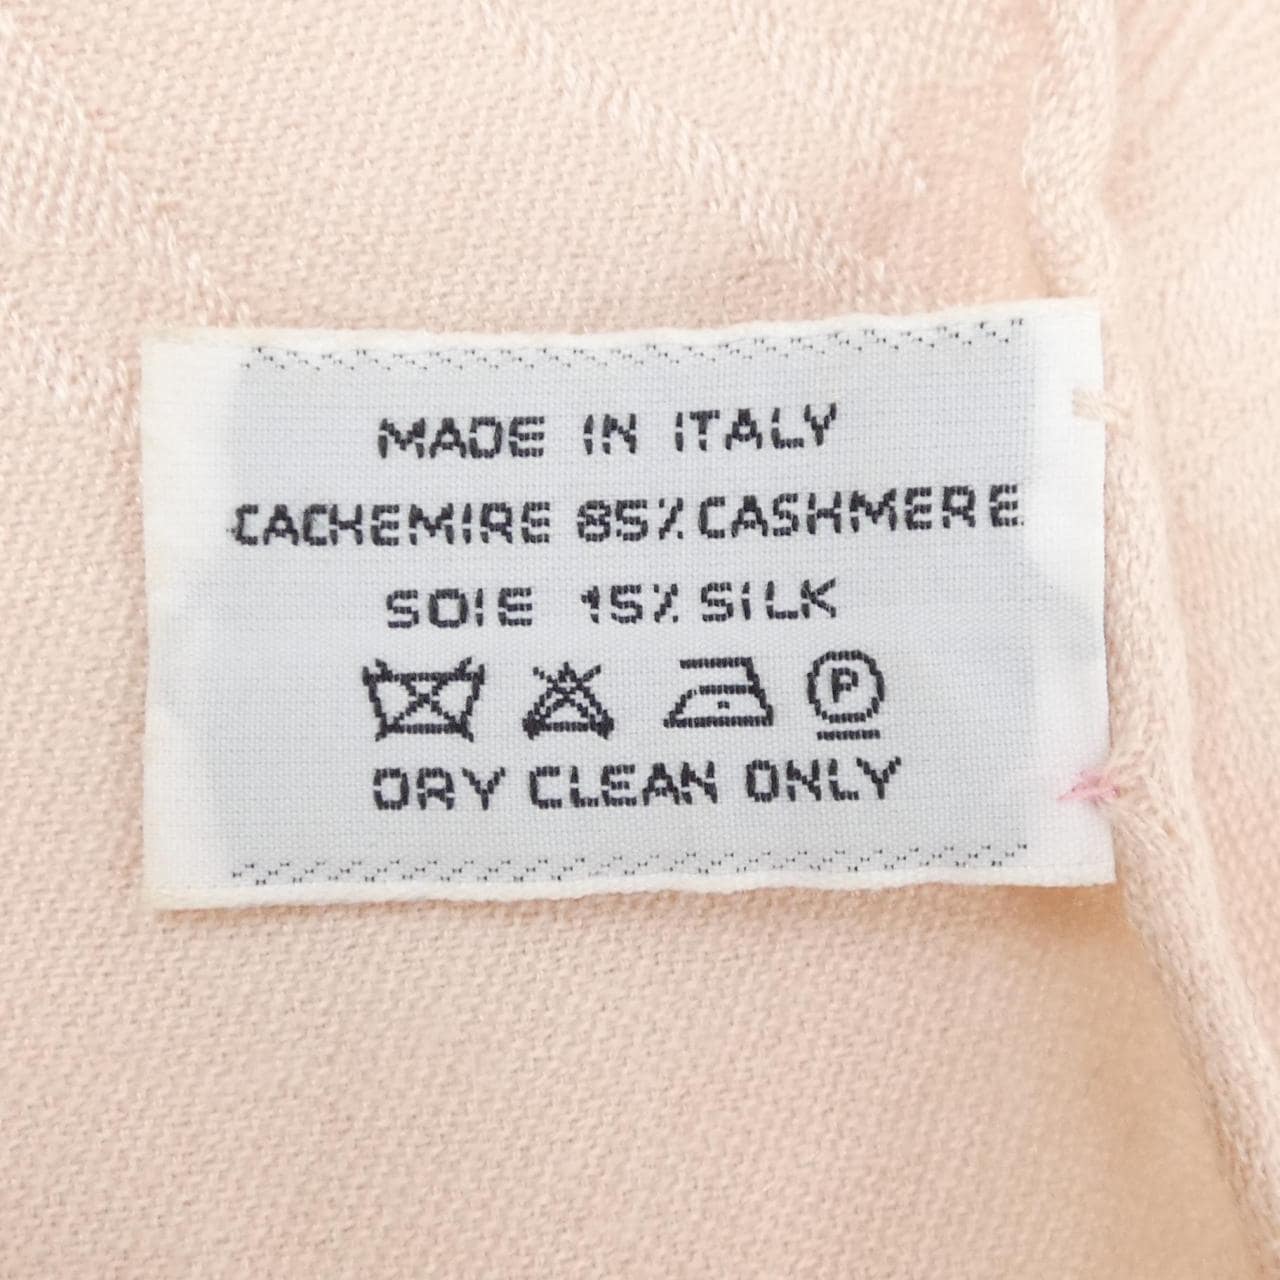 MADE IN ITALY
CACHEMIRE 85% CASHMERE
SOIE 15% SILK
P
DRY CLEAN ONLY